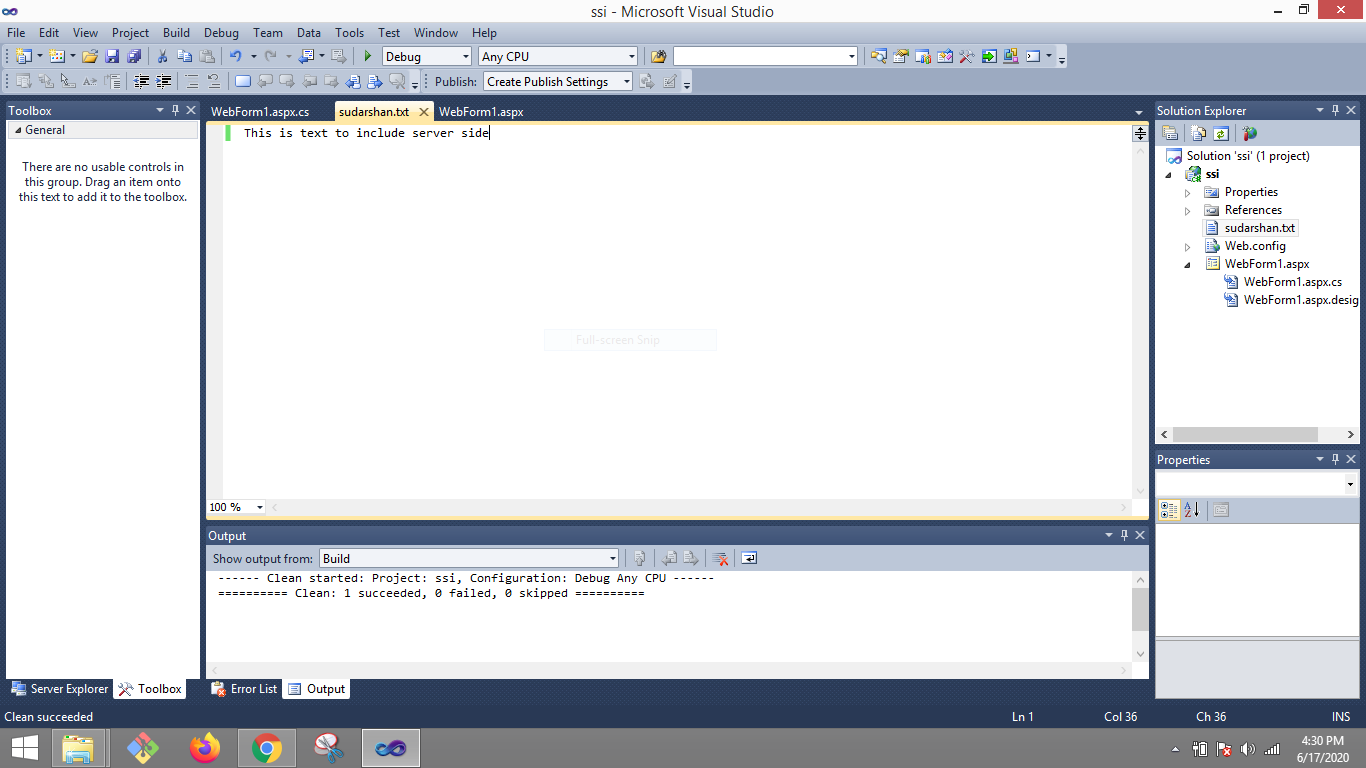 ssi - Microsoft Visual Studio
File Edit View Project Build Debug Team Data Tools Test Window Help
Debug Any CPU
Publish: Create Publish Settings
Toolbox
General
There are no usable controls in
this group. Drag an item onto
this text to add it to the toolbox.
WebForm1.aspx.cs sudarshan.txt WebForm1.aspx
This is text to include server side
Full-screen Snip
100 %
Solution Explorer
Solution 'ssi' (1 project)
ssi
Properties
References
sudarshan.txt
Web.config
WebForm1.aspx
WebForm1.aspx.cs
WebForm1.aspx.desig
Properties
Output
Show output from: Build
------ Clean started: Project: ssi, Configuration: Debug Any CPU ------
========== Clean: 1 succeeded, 0 failed, 0 skipped ==========
Server Explorer Toolbox Error List Output
Clean succeeded Ln 1 Col 36 Ch 36 INS
4:30 PM
6/17/2020